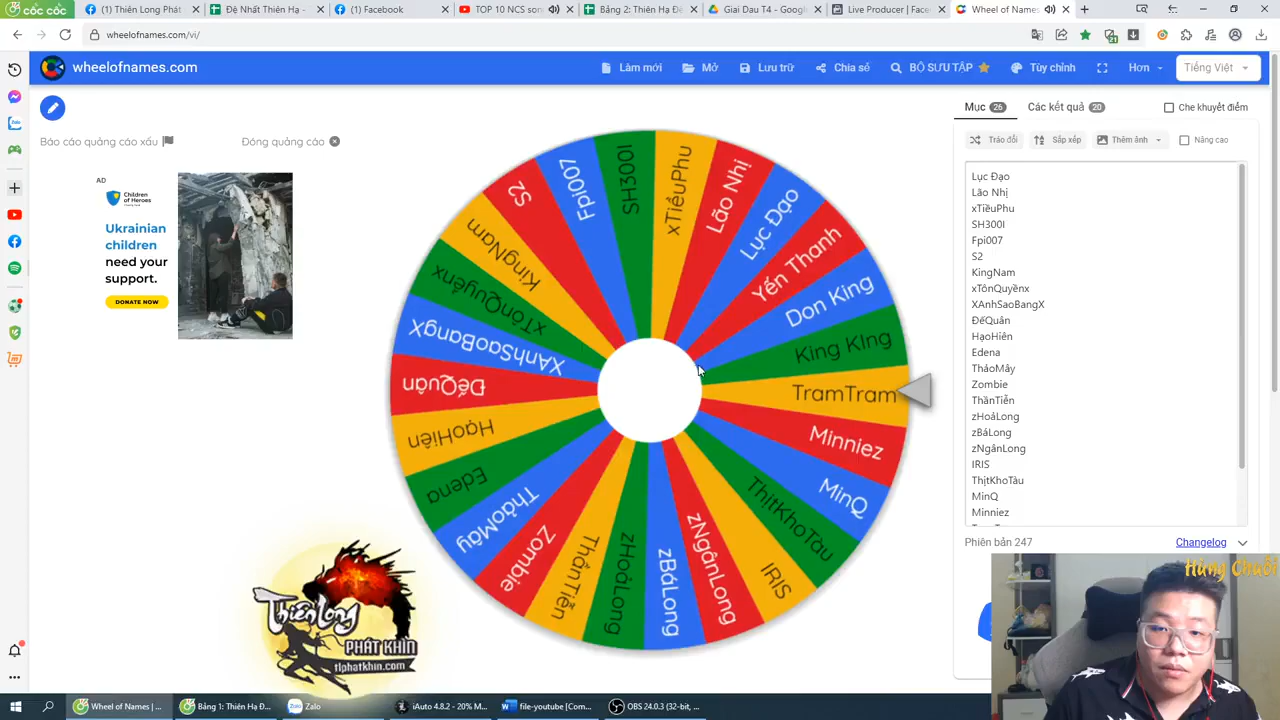 CỐC CỐC
(1) Thiên Long Phát
Đệ Nhất Thiên Hạ -
(1) Facebook
TOP 10 NCS son
Bảng 2: Thiên Hạ Đệ
Giai Cau T4 - Goog
Live Producer | Face
Wheel of Names |
wheelofnames.com/vi/
21
wheelofnames.com
Làm mới
Mở
Lưu trữ
Chia sẻ
BỘ SƯU TẬP
Tùy chỉnh
Hơn
Tiếng Việt
Báo cáo quảng cáo xấu
Đóng quảng cáo
AD
Children
of Heroes
Ukrainian
children
need your
support.
DONATE NOW
SH300I
xTiềuPhu
Lão Nhị
Lục Đạo
Yến Thanh
Don King
King KIng
TramTram
Minniez
MinQ
ThịtKhoTàu
IRIS
zNgânLong
zBáLong
zHoảLong
ThầnTiễn
Zombie
ThảoMây
Edena
HạoHiên
ĐếQuân
XAnhSaoBangX
xTônQuyềnx
KingNam
S2
Fpi007
Mục 26
Các kết quả 20
Che khuyết điểm
Tráo đổi
Sắp xếp
Thêm ảnh
Nâng cao
Lục Đạo
Lão Nhị
xTiềuPhu
SH300I
Fpi007
S2
KingNam
xTônQuyềnx
XAnhSaoBangX
ĐếQuân
HạoHiên
Edena
ThảoMây
Zombie
ThầnTiễn
zHoảLong
zBáLong
zNgânLong
IRIS
ThịtKhoTàu
MinQ
Minniez
Phiên bản 247
Changelog
Hùng Chuối
Thiên Long
PHÁT KHÌN
tlphatkhin.com
Wheel of Names | ...
Bảng 1: Thiên Hạ Đ...
Zalo
iAuto 4.8.2 - 20% M...
file-youtube [Com...
OBS 24.0.3 (32-bit, ...